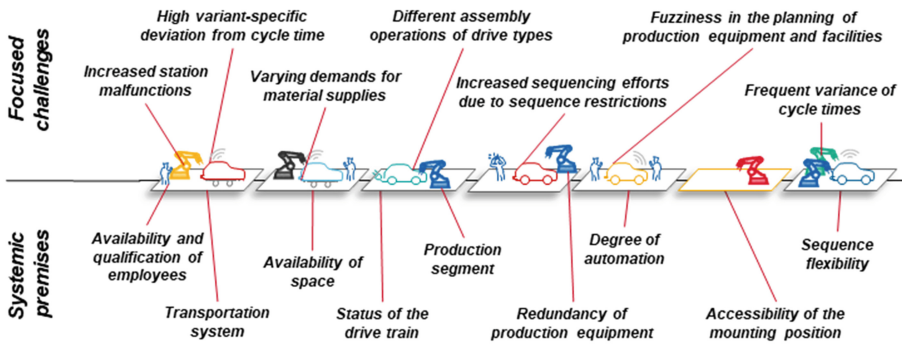 Focused
challenges
High variant-specific
deviation from cycle time
Different assembly
operations of drive types
Fuzziness in the planning of
production equipment and facilities
Increased station
malfunctions
Varying demands for
material supplies
Increased sequencing efforts
due to sequence restrictions
Frequent variance of
cycle times
Systemic
premises
Availability and
qualification of
employees
Availability of
space
Production
segment
Degree of
automation
Sequence
flexibility
Transportation
system
Status of the
drive train
Redundancy of
production equipment
Accessibility of the
mounting position